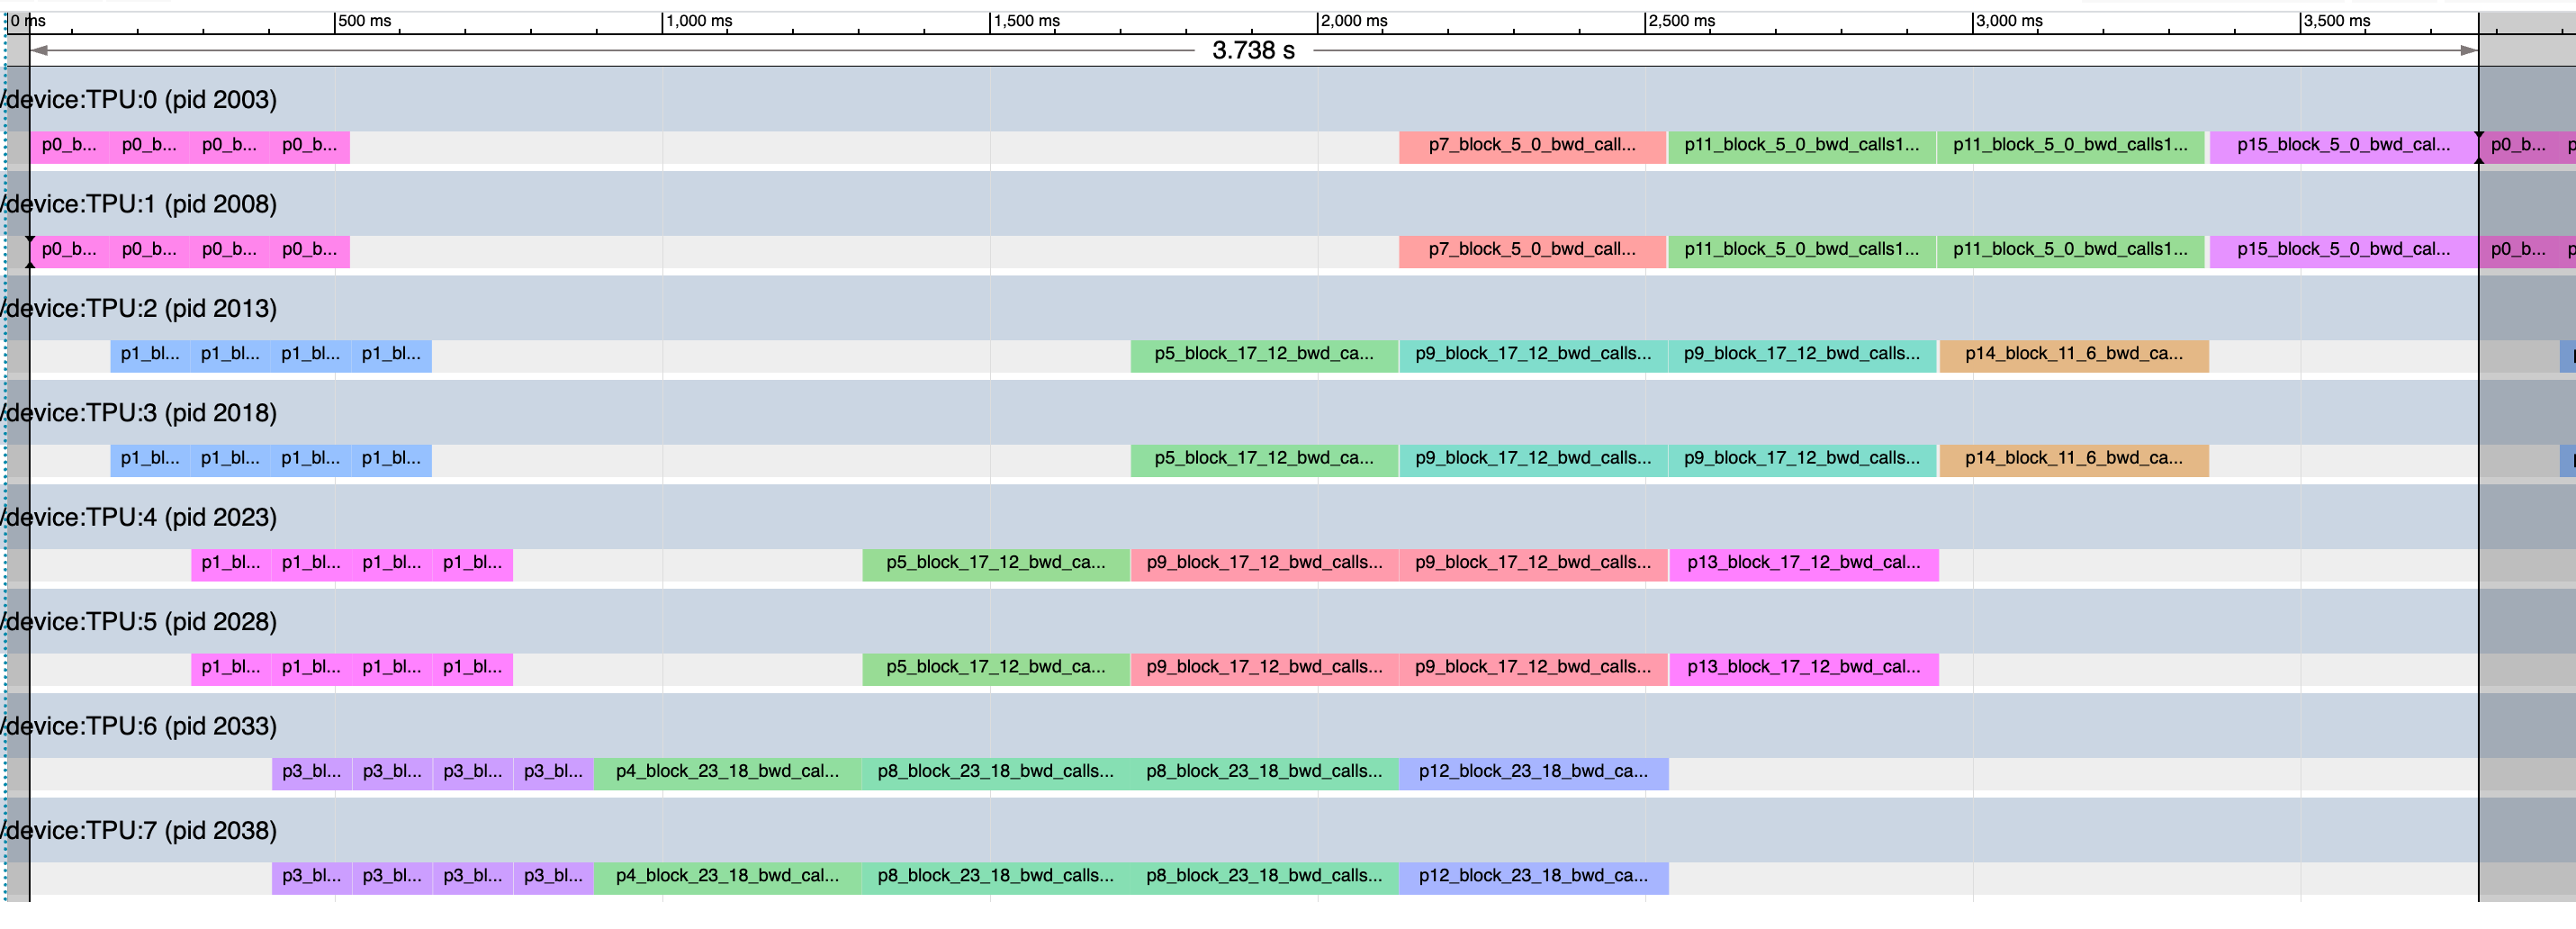 0 ms 500 ms 1,000 ms 1,500 ms 2,000 ms 2,500 ms 3,000 ms 3,500 ms
3.738 s
/device:TPU:0 (pid 2003)
p0_b... p0_b... p0_b... p0_b... p7_block_5_0_bwd_call... p11_block_5_0_bwd_calls1... p11_block_5_0_bwd_calls1... p15_block_5_0_bwd_cal... p0_b... p
/device:TPU:1 (pid 2008)
p0_b... p0_b... p0_b... p0_b... p7_block_5_0_bwd_call... p11_block_5_0_bwd_calls1... p11_block_5_0_bwd_calls1... p15_block_5_0_bwd_cal... p0_b... p
/device:TPU:2 (pid 2013)
p1_bl... p1_bl... p1_bl... p1_bl... p5_block_17_12_bwd_ca... p9_block_17_12_bwd_calls... p9_block_17_12_bwd_calls... p14_block_11_6_bwd_ca...
/device:TPU:3 (pid 2018)
p1_bl... p1_bl... p1_bl... p1_bl... p5_block_17_12_bwd_ca... p9_block_17_12_bwd_calls... p9_block_17_12_bwd_calls... p14_block_11_6_bwd_ca...
/device:TPU:4 (pid 2023)
p1_bl... p1_bl... p1_bl... p1_bl... p5_block_17_12_bwd_ca... p9_block_17_12_bwd_calls... p9_block_17_12_bwd_calls... p13_block_17_12_bwd_cal...
/device:TPU:5 (pid 2028)
p1_bl... p1_bl... p1_bl... p1_bl... p5_block_17_12_bwd_ca... p9_block_17_12_bwd_calls... p9_block_17_12_bwd_calls... p13_block_17_12_bwd_cal...
/device:TPU:6 (pid 2033)
p3_bl... p3_bl... p3_bl... p3_bl... p4_block_23_18_bwd_cal... p8_block_23_18_bwd_calls... p8_block_23_18_bwd_calls... p12_block_23_18_bwd_ca...
/device:TPU:7 (pid 2038)
p3_bl... p3_bl... p3_bl... p3_bl... p4_block_23_18_bwd_cal... p8_block_23_18_bwd_calls... p8_block_23_18_bwd_calls... p12_block_23_18_bwd_ca...